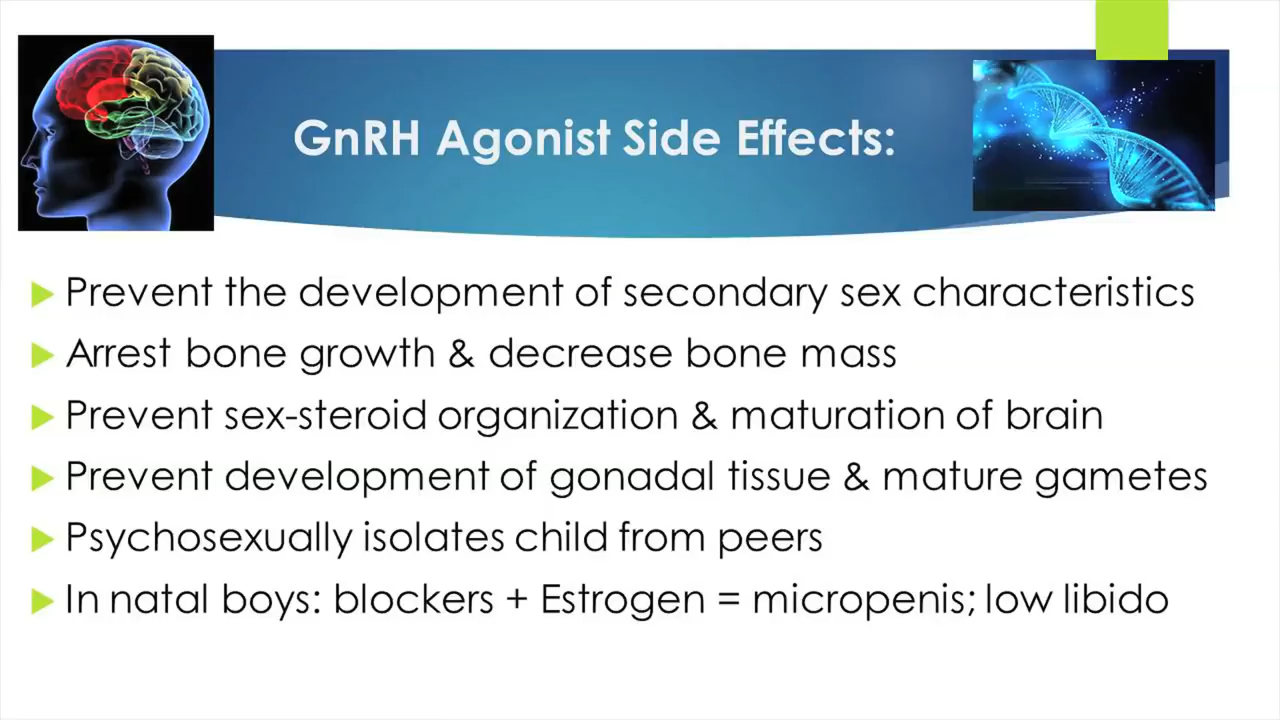 GnRH Agonist Side Effects:
Prevent the development of secondary sex characteristics
Arrest bone growth & decrease bone mass
Prevent sex-steroid organization & maturation of brain
Prevent development of gonadal tissue & mature gametes
Psychosexually isolates child from peers
In natal boys: blockers + Estrogen = micropenis; low libido